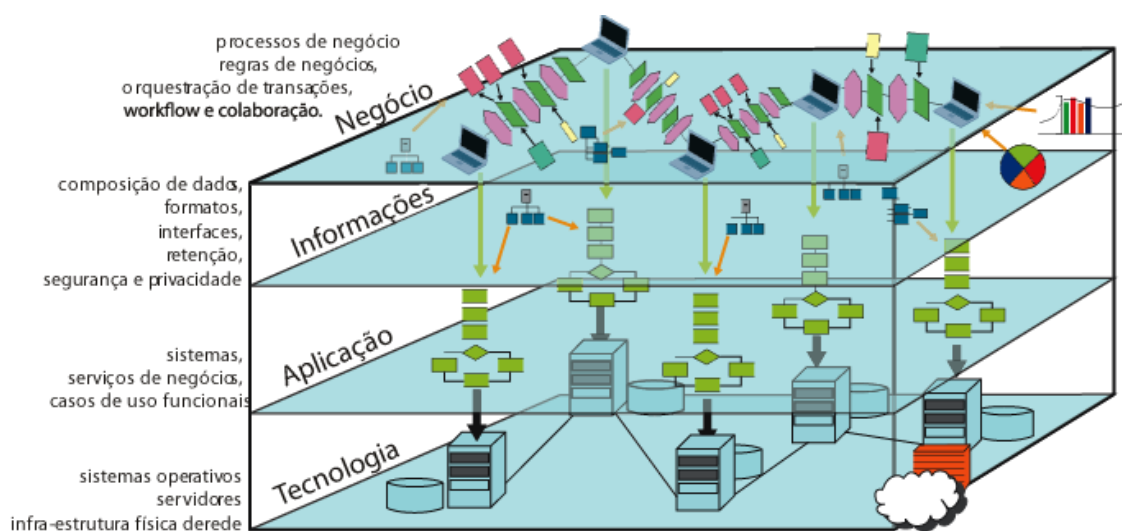 processos de negócio
regras de negócios,
orquestração de transações,
workflow e colaboração.
Negócio
composição de dados,
formatos,
interfaces,
retenção,
segurança e privacidade
Informações
sistemas,
serviços de negócios,
casos de uso funcionais
Aplicação
sistemas operativos
servidores
infra-estrutura física derede
Tecnologia